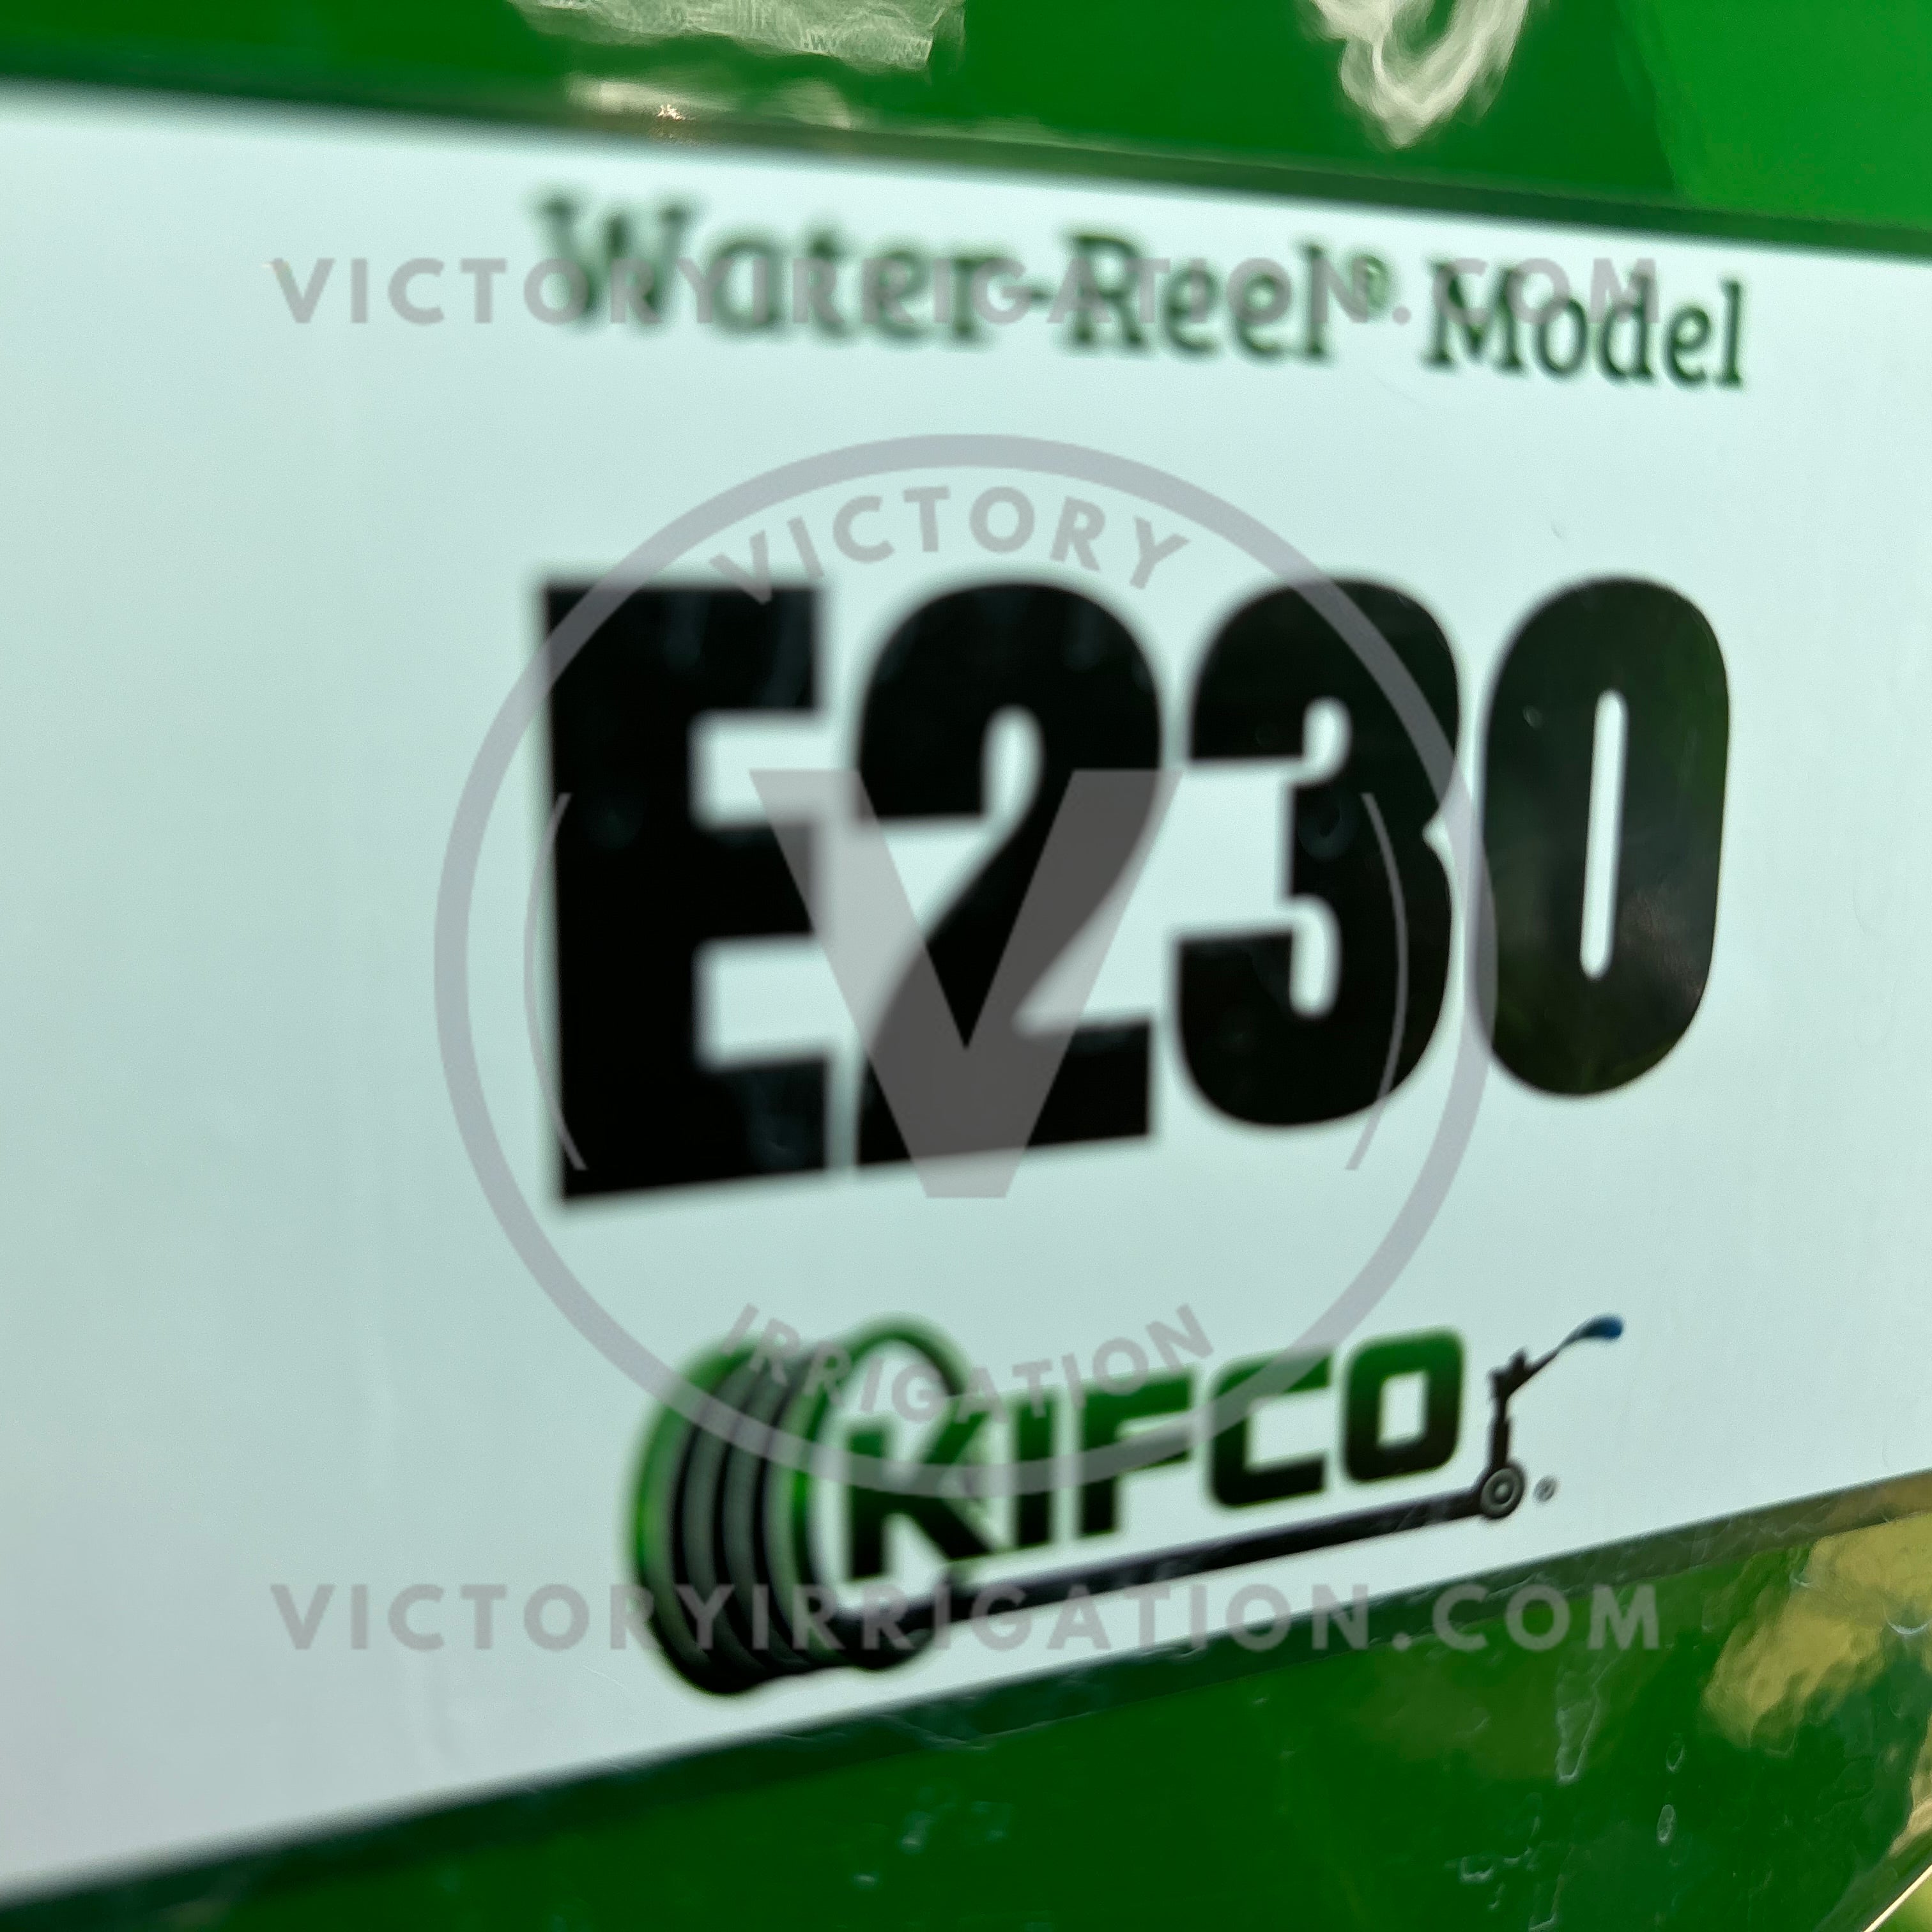 Water-Reel® Model
VICTORYIRRIGATION.COM
VICTORY
E230
V
IRRIGATION
KIFCO®
VICTORYIRRIGATION.COM